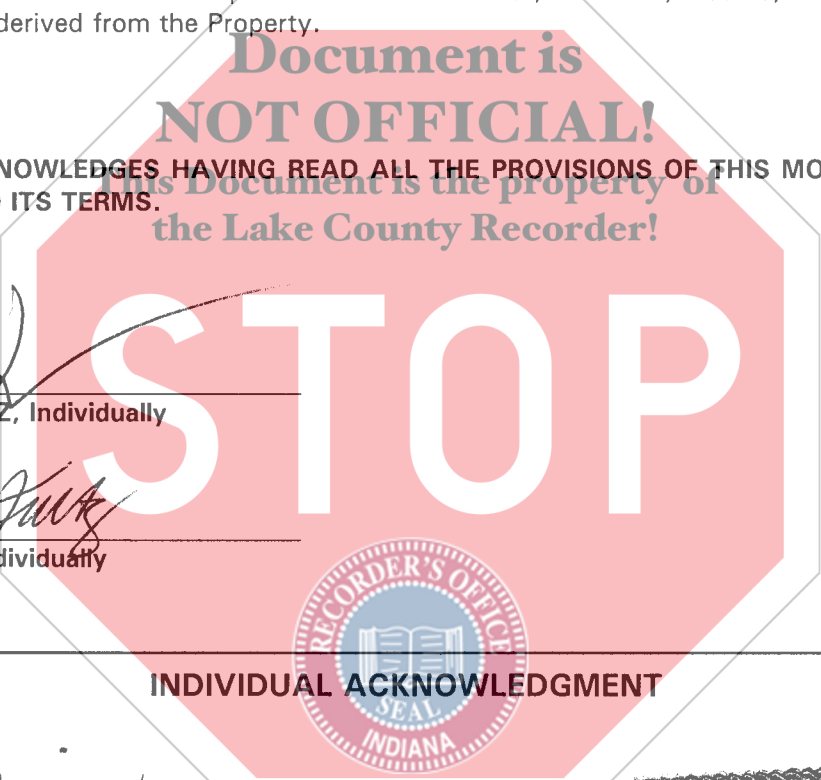 derived from the Property.
Document is
NOT OFFICIAL!
NOWLEDGES HAVING READ ALL THE PROVISIONS OF THIS MO
This Document is the property of
ITS TERMS.
the Lake County Recorder!
STOP
Z, Individually
dividually
RECORDER'S OFFICE
INDIVIDUAL ACKNOWLEDGMENT
SEAL
INDIANA